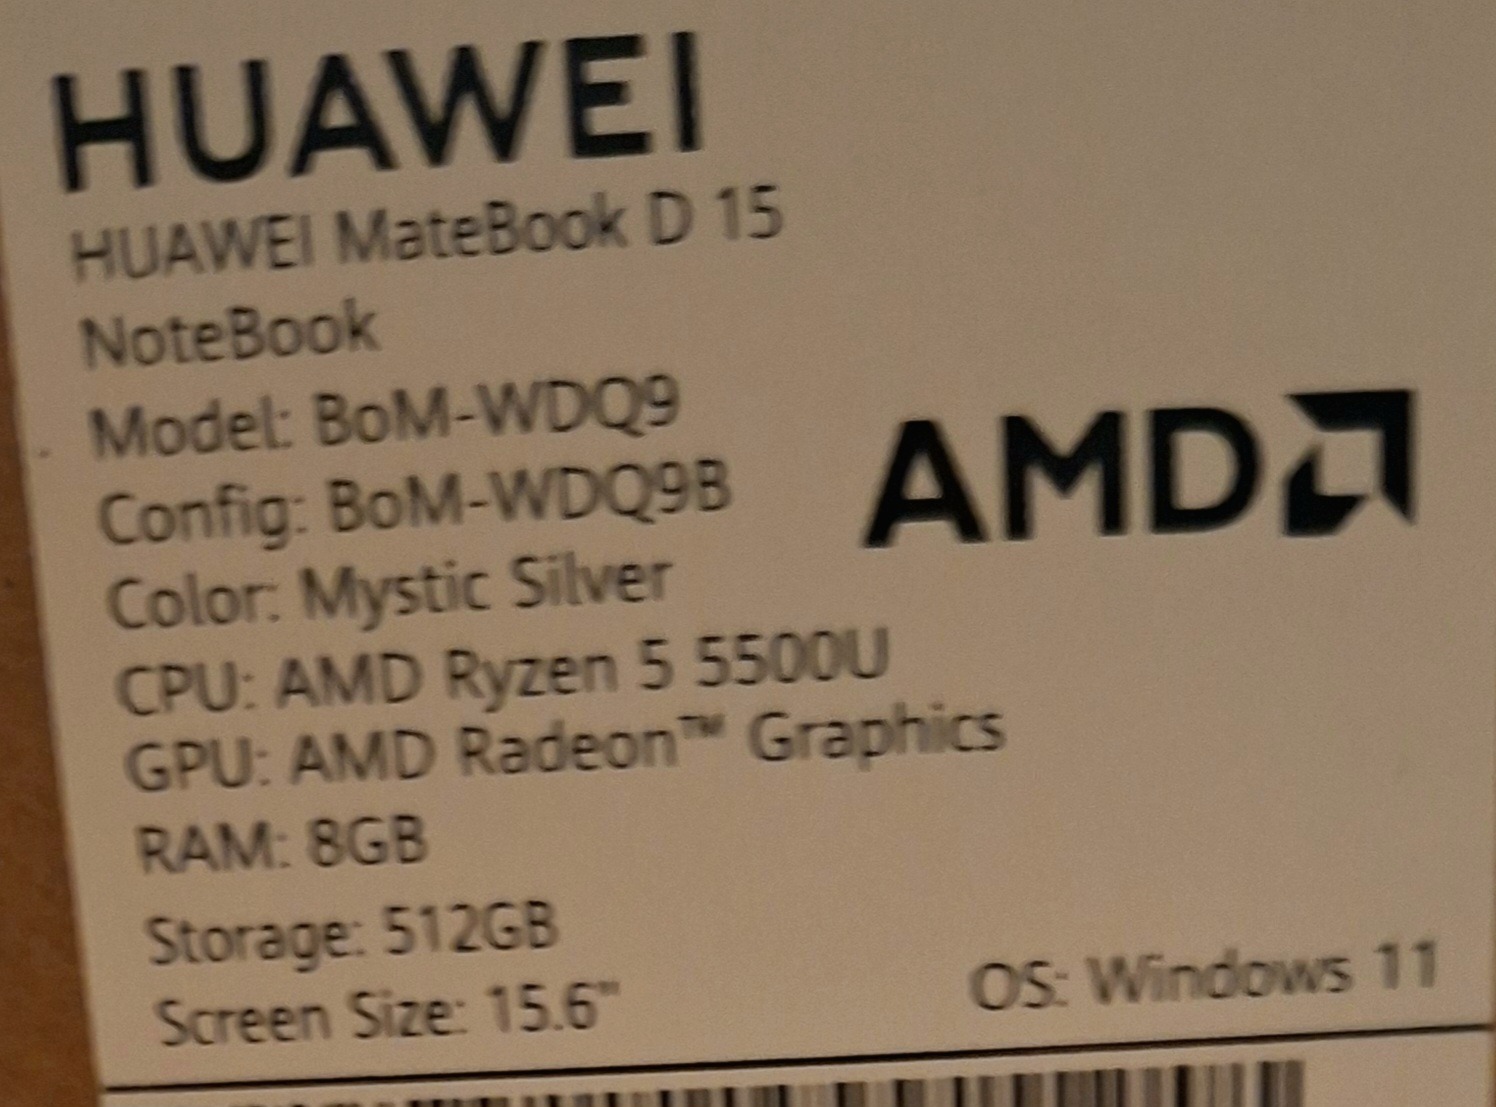 HUAWEI
HUAWEI MateBook D 15
NoteBook
Model: BoM-WDQ9
Config: BoM-WDQ9B
AMD
Color: Mystic Silver
CPU: AMD Ryzen 5 5500U
GPU: AMD Radeon™ Graphics
RAM: 8GB
Storage: 512GB
Screen Size: 15.6"
OS: Windows 11